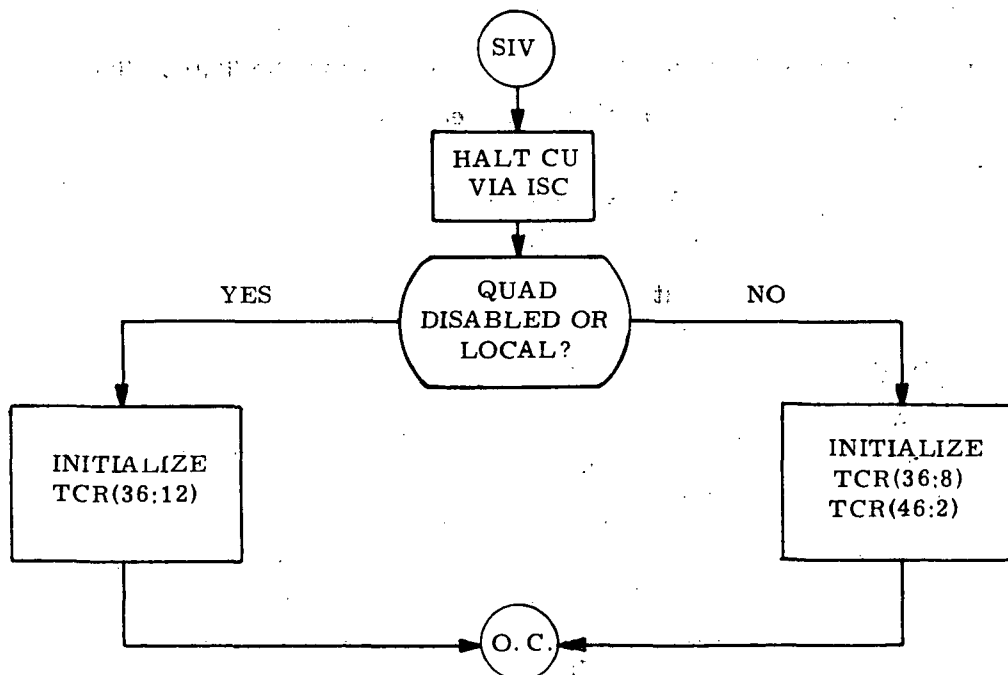 SIV
HALT CU
VIA ISC
QUAD
DISABLED OR
LOCAL?
YES
NO
INITIALIZE
TCR(36:12)
INITIALIZE
TCR(36:8)
TCR(46:2)
O. C.